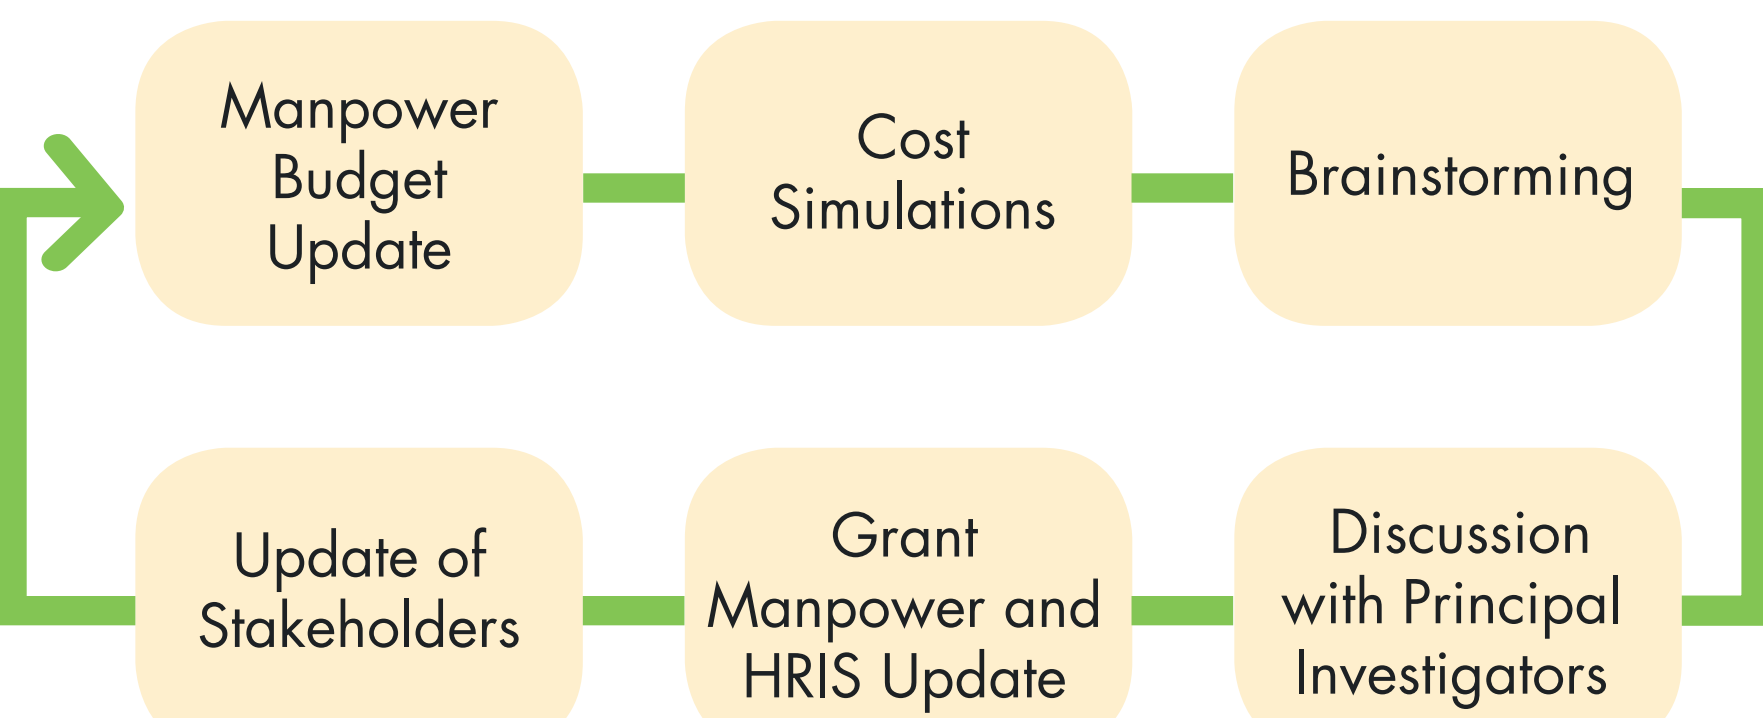 Manpower
Budget
Update
Cost
Simulations
Brainstorming
Update of
Stakeholders
Grant
Manpower and
HRIS Update
Discussion
with Principal
Investigators